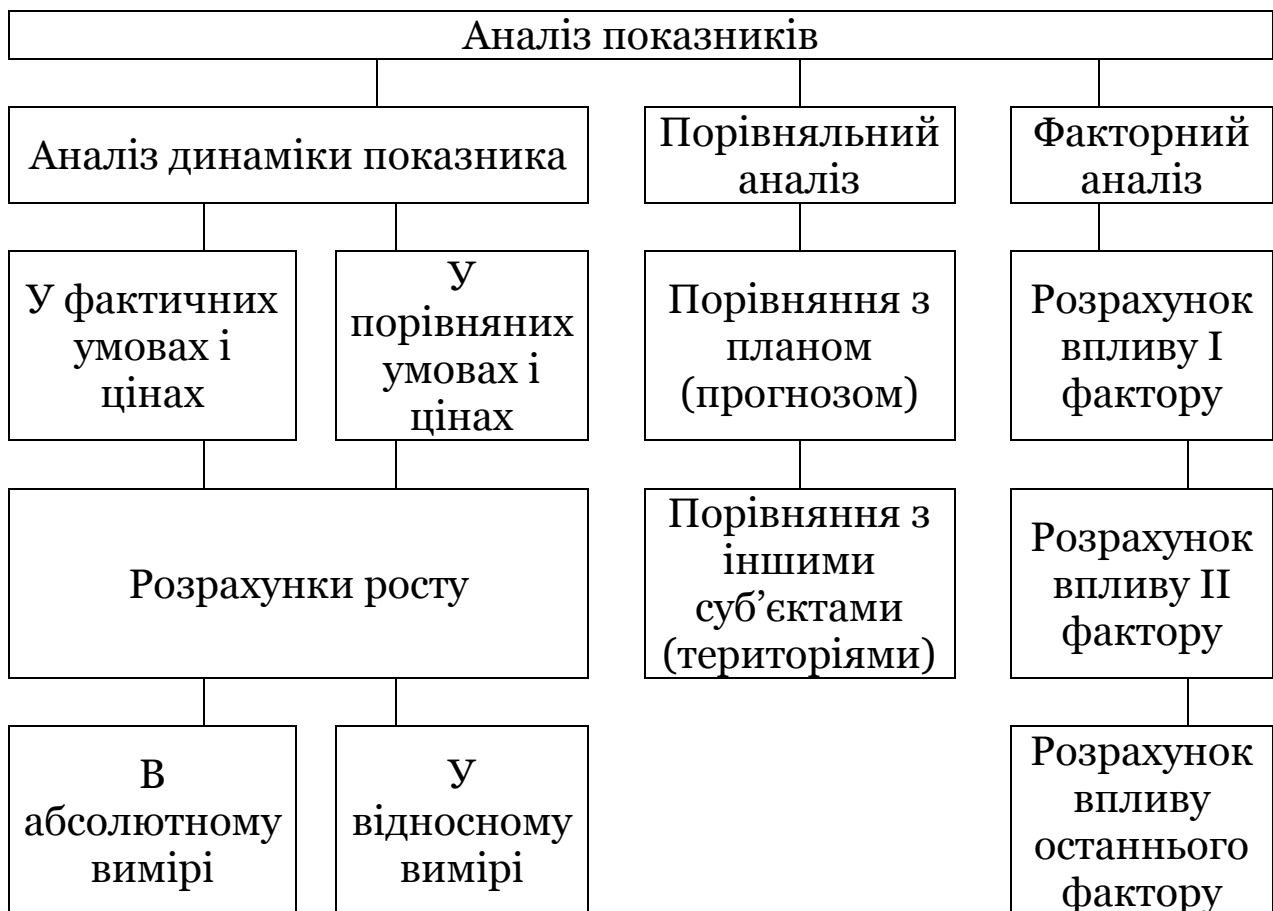 Аналіз показників
Аналіз динаміки показника
Порівняльний
аналіз
Факторний
аналіз
У фактичних
умовах і
цінах
У
порівняних
умовах і
цінах
Порівняння з
планом
(прогнозом)
Розрахунок
впливу І
фактору
Розрахунки росту
Порівняння з
іншими
суб’єктами
(територіями)
Розрахунок
впливу ІІ
фактору
В
абсолютному
вимірі
У
відносному
вимірі
Розрахунок
впливу
останнього
фактору